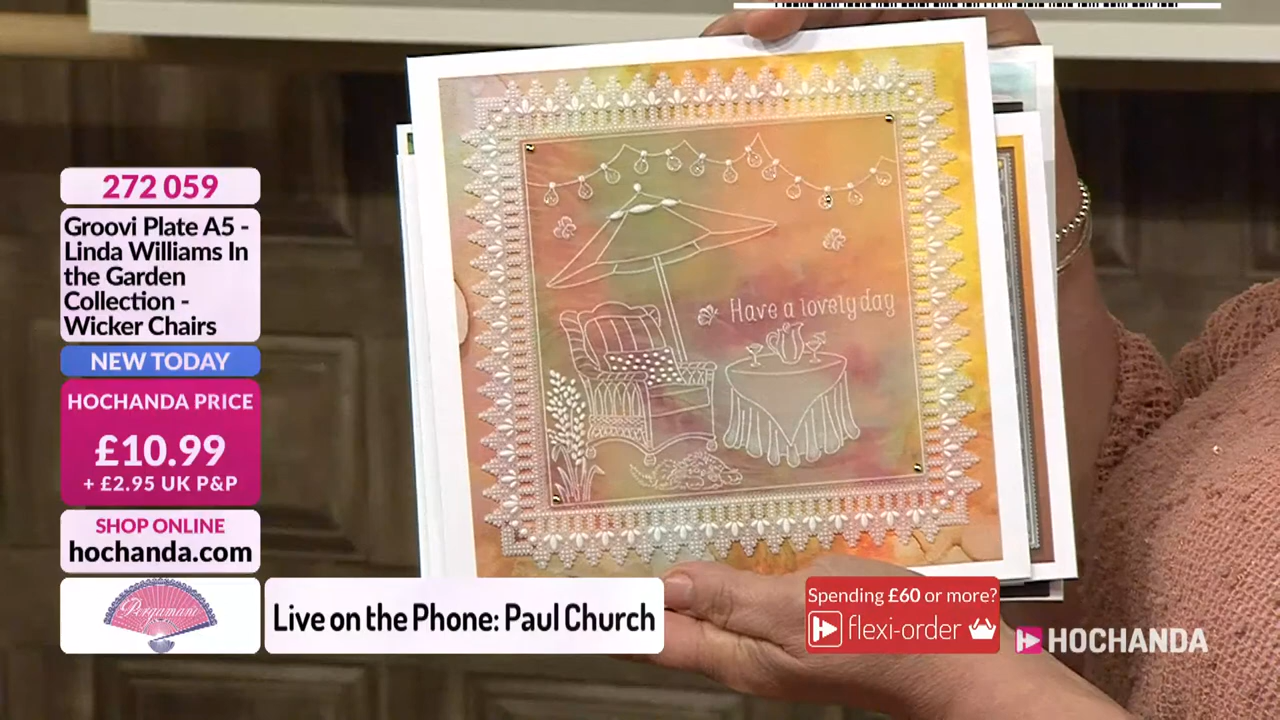 272 059
Groovi Plate A5 -
Linda Williams In
the Garden
Collection -
Wicker Chairs
NEW TODAY
HOCHANDA PRICE
£10.99
+ £2.95 UK P&P
SHOP ONLINE
hochanda.com
Pergamano
Live on the Phone: Paul Church
Have a lovely day
Spending £60 or more?
flexi-order
HOCHANDA